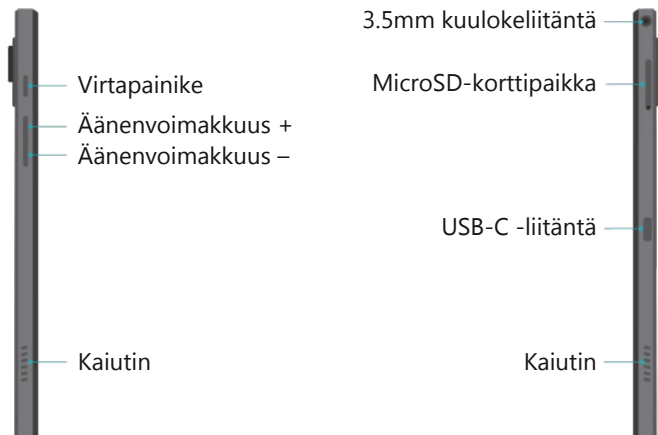 Virtapainike
Äänenvoimakkuus +
Äänenvoimakkuus –
Kaiutin
3.5mm kuulokeliitäntä
MicroSD-korttipaikka
USB-C -liitäntä
Kaiutin